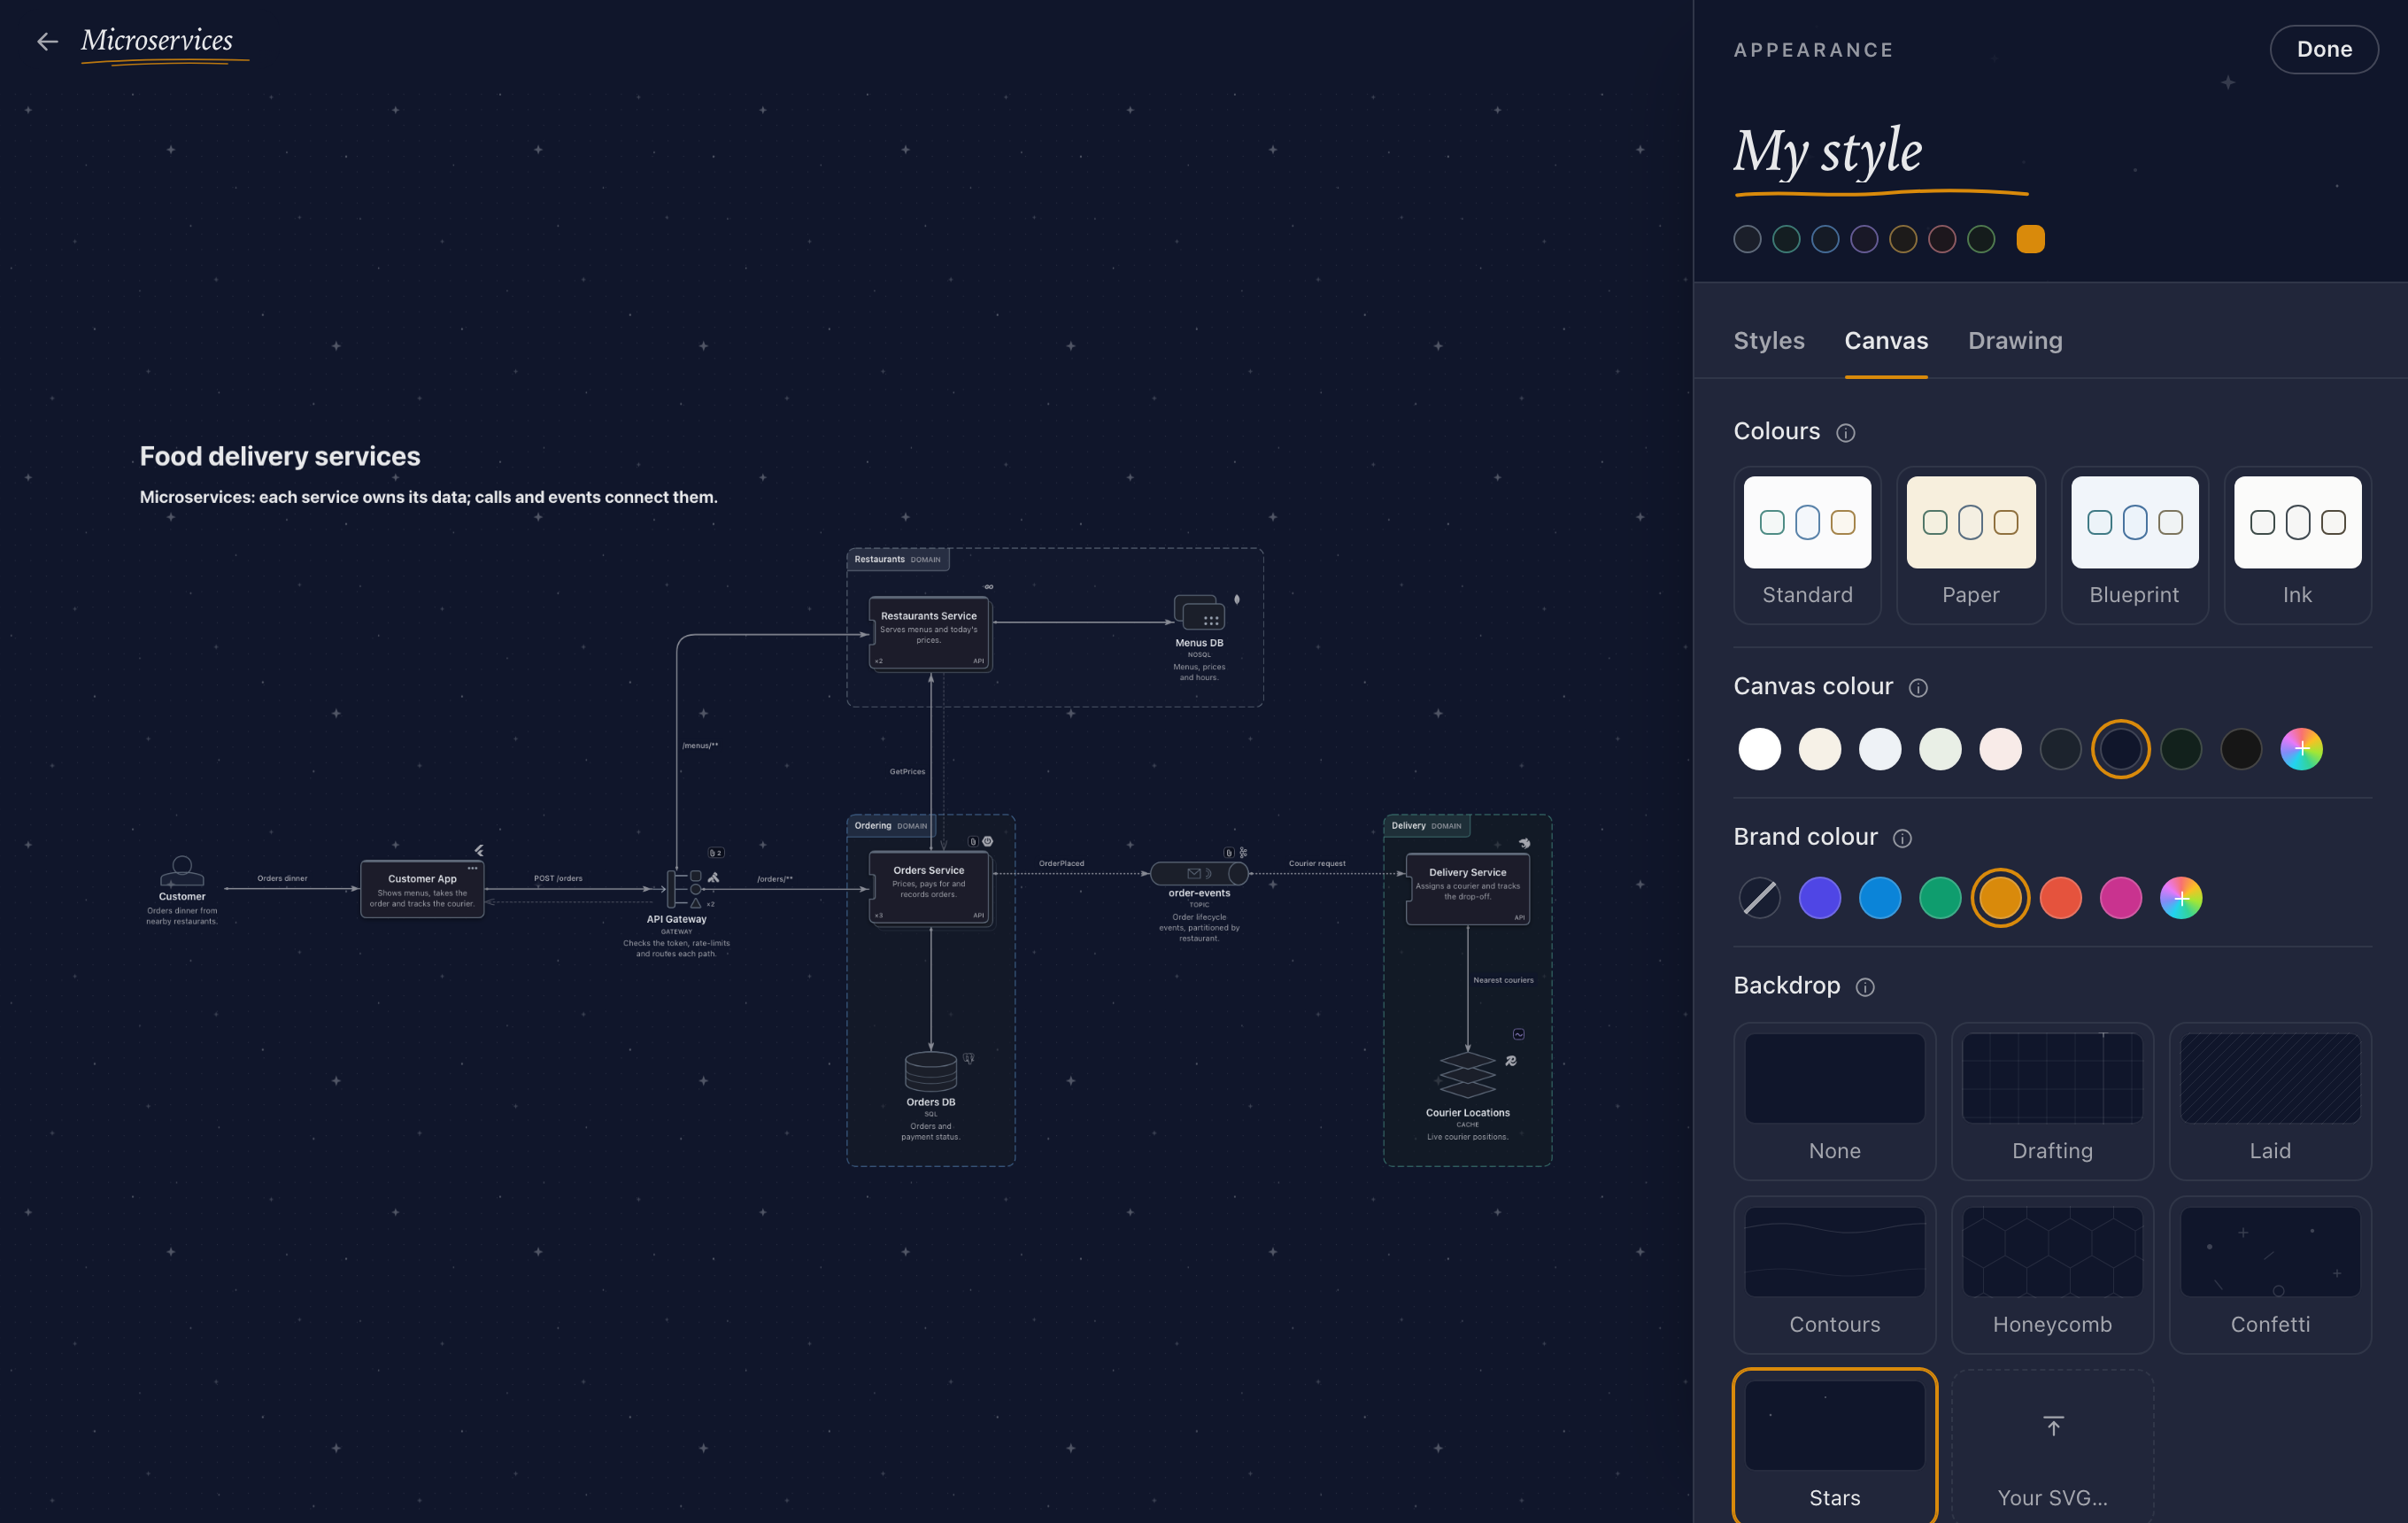 Microservices
APPEARANCE
Done
My style
Styles
Canvas
Drawing
Colours
Standard
Paper
Blueprint
Ink
Canvas colour
Brand colour
Backdrop
None
Drafting
Laid
Contours
Honeycomb
Confetti
Stars
Your SVG...
Food delivery services
Microservices: each service owns its data; calls and events connect them.
Restaurants DOMAIN
GO
Restaurants Service
Serves menus and today's
prices.
×2
API
Menus DB
NOSQL
Menus, prices
and hours.
/menus/**
GetPrices
Ordering DOMAIN
Delivery DOMAIN
Customer
Orders dinner from
nearby restaurants.
Orders dinner
Customer App
Shows menus, takes the
order and tracks the courier.
POST /orders
2
×2
API Gateway
GATEWAY
Checks the token, rate-limits
and routes each path.
/orders/**
Orders Service
Prices, pays for and
records orders.
×3
API
OrderPlaced
order-events
TOPIC
Order lifecycle
events, partitioned by
restaurant.
Courier request
Delivery Service
Assigns a courier and tracks
the drop-off.
API
Nearest couriers
Orders DB
SQL
Orders and
payment status.
Courier Locations
CACHE
Live courier positions.